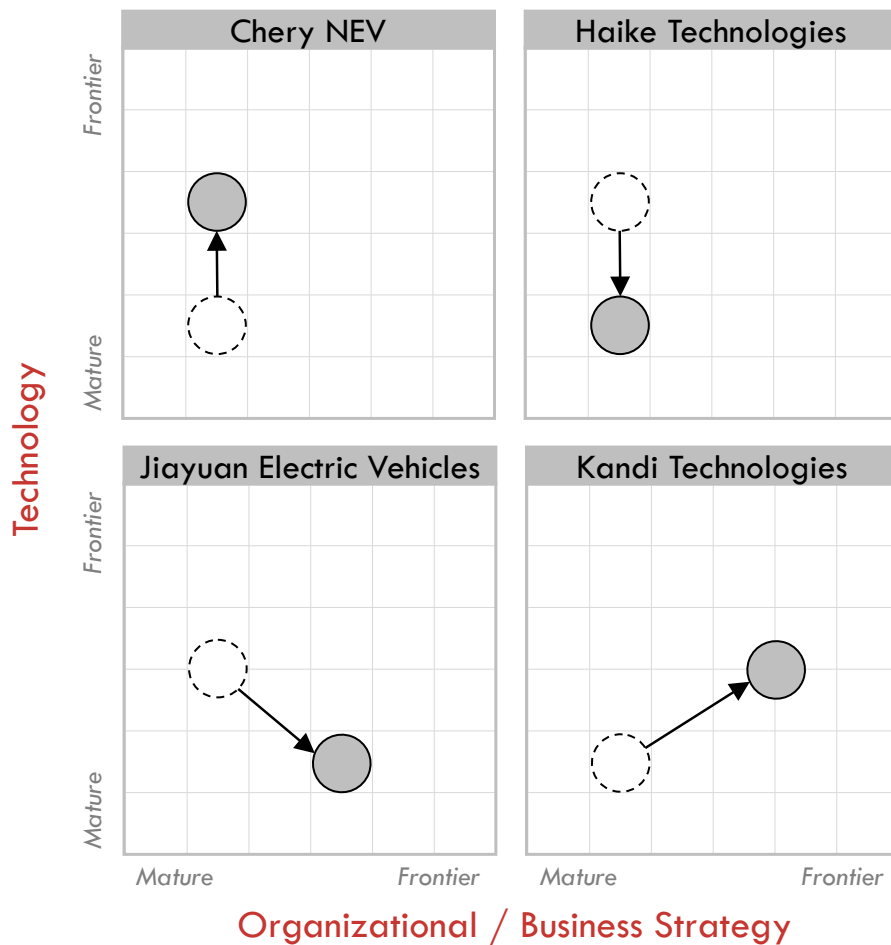 Chery NEV
Haike Technologies
Frontier
Mature
Technology
Jiayuan Electric Vehicles
Kandi Technologies
Frontier
Mature
Mature
Frontier
Mature
Frontier
Organizational / Business Strategy